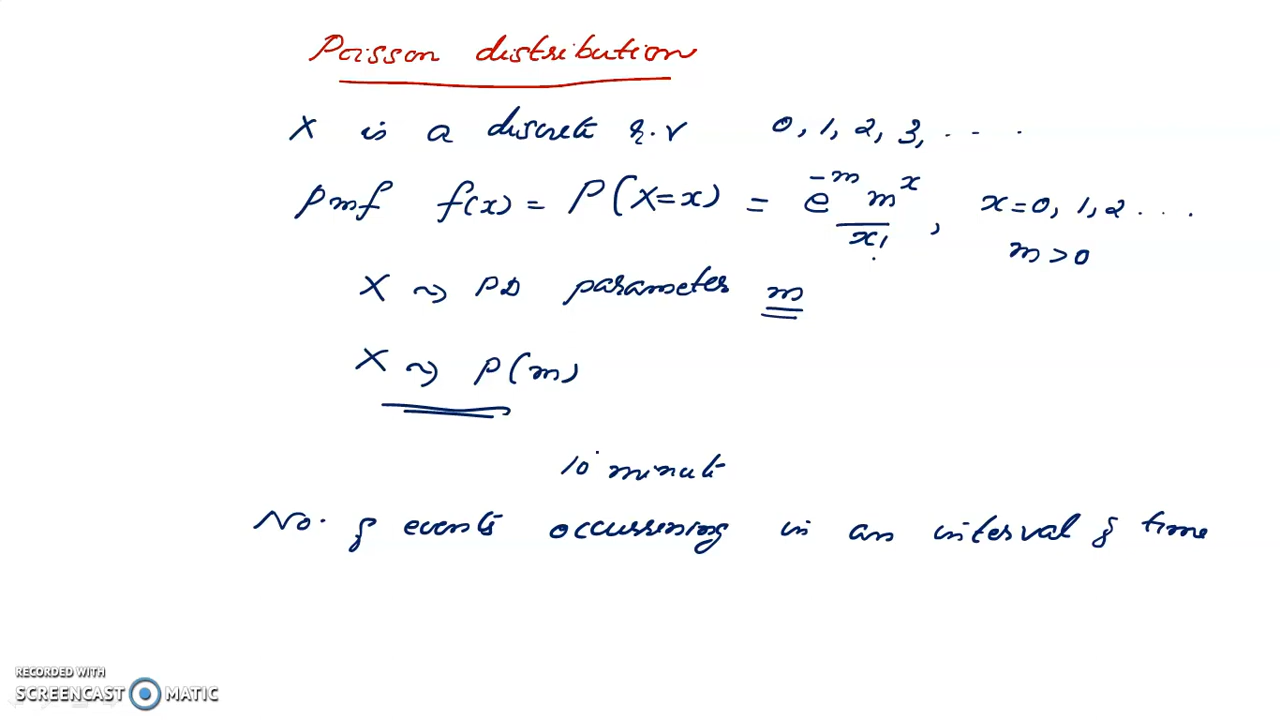 Poisson distribution
X is a discrete r.v 0, 1, 2, 3, . - - .
pmf f(x) = P(X=x) = e^{-m} m^x / x! , x=0, 1, 2 . . . .
m > 0
X ~> PD parameter m
X ~> P(m)
10 minute
No. of events occurrening in an interval of time
RECORDED WITH
SCREENCAST MATIC